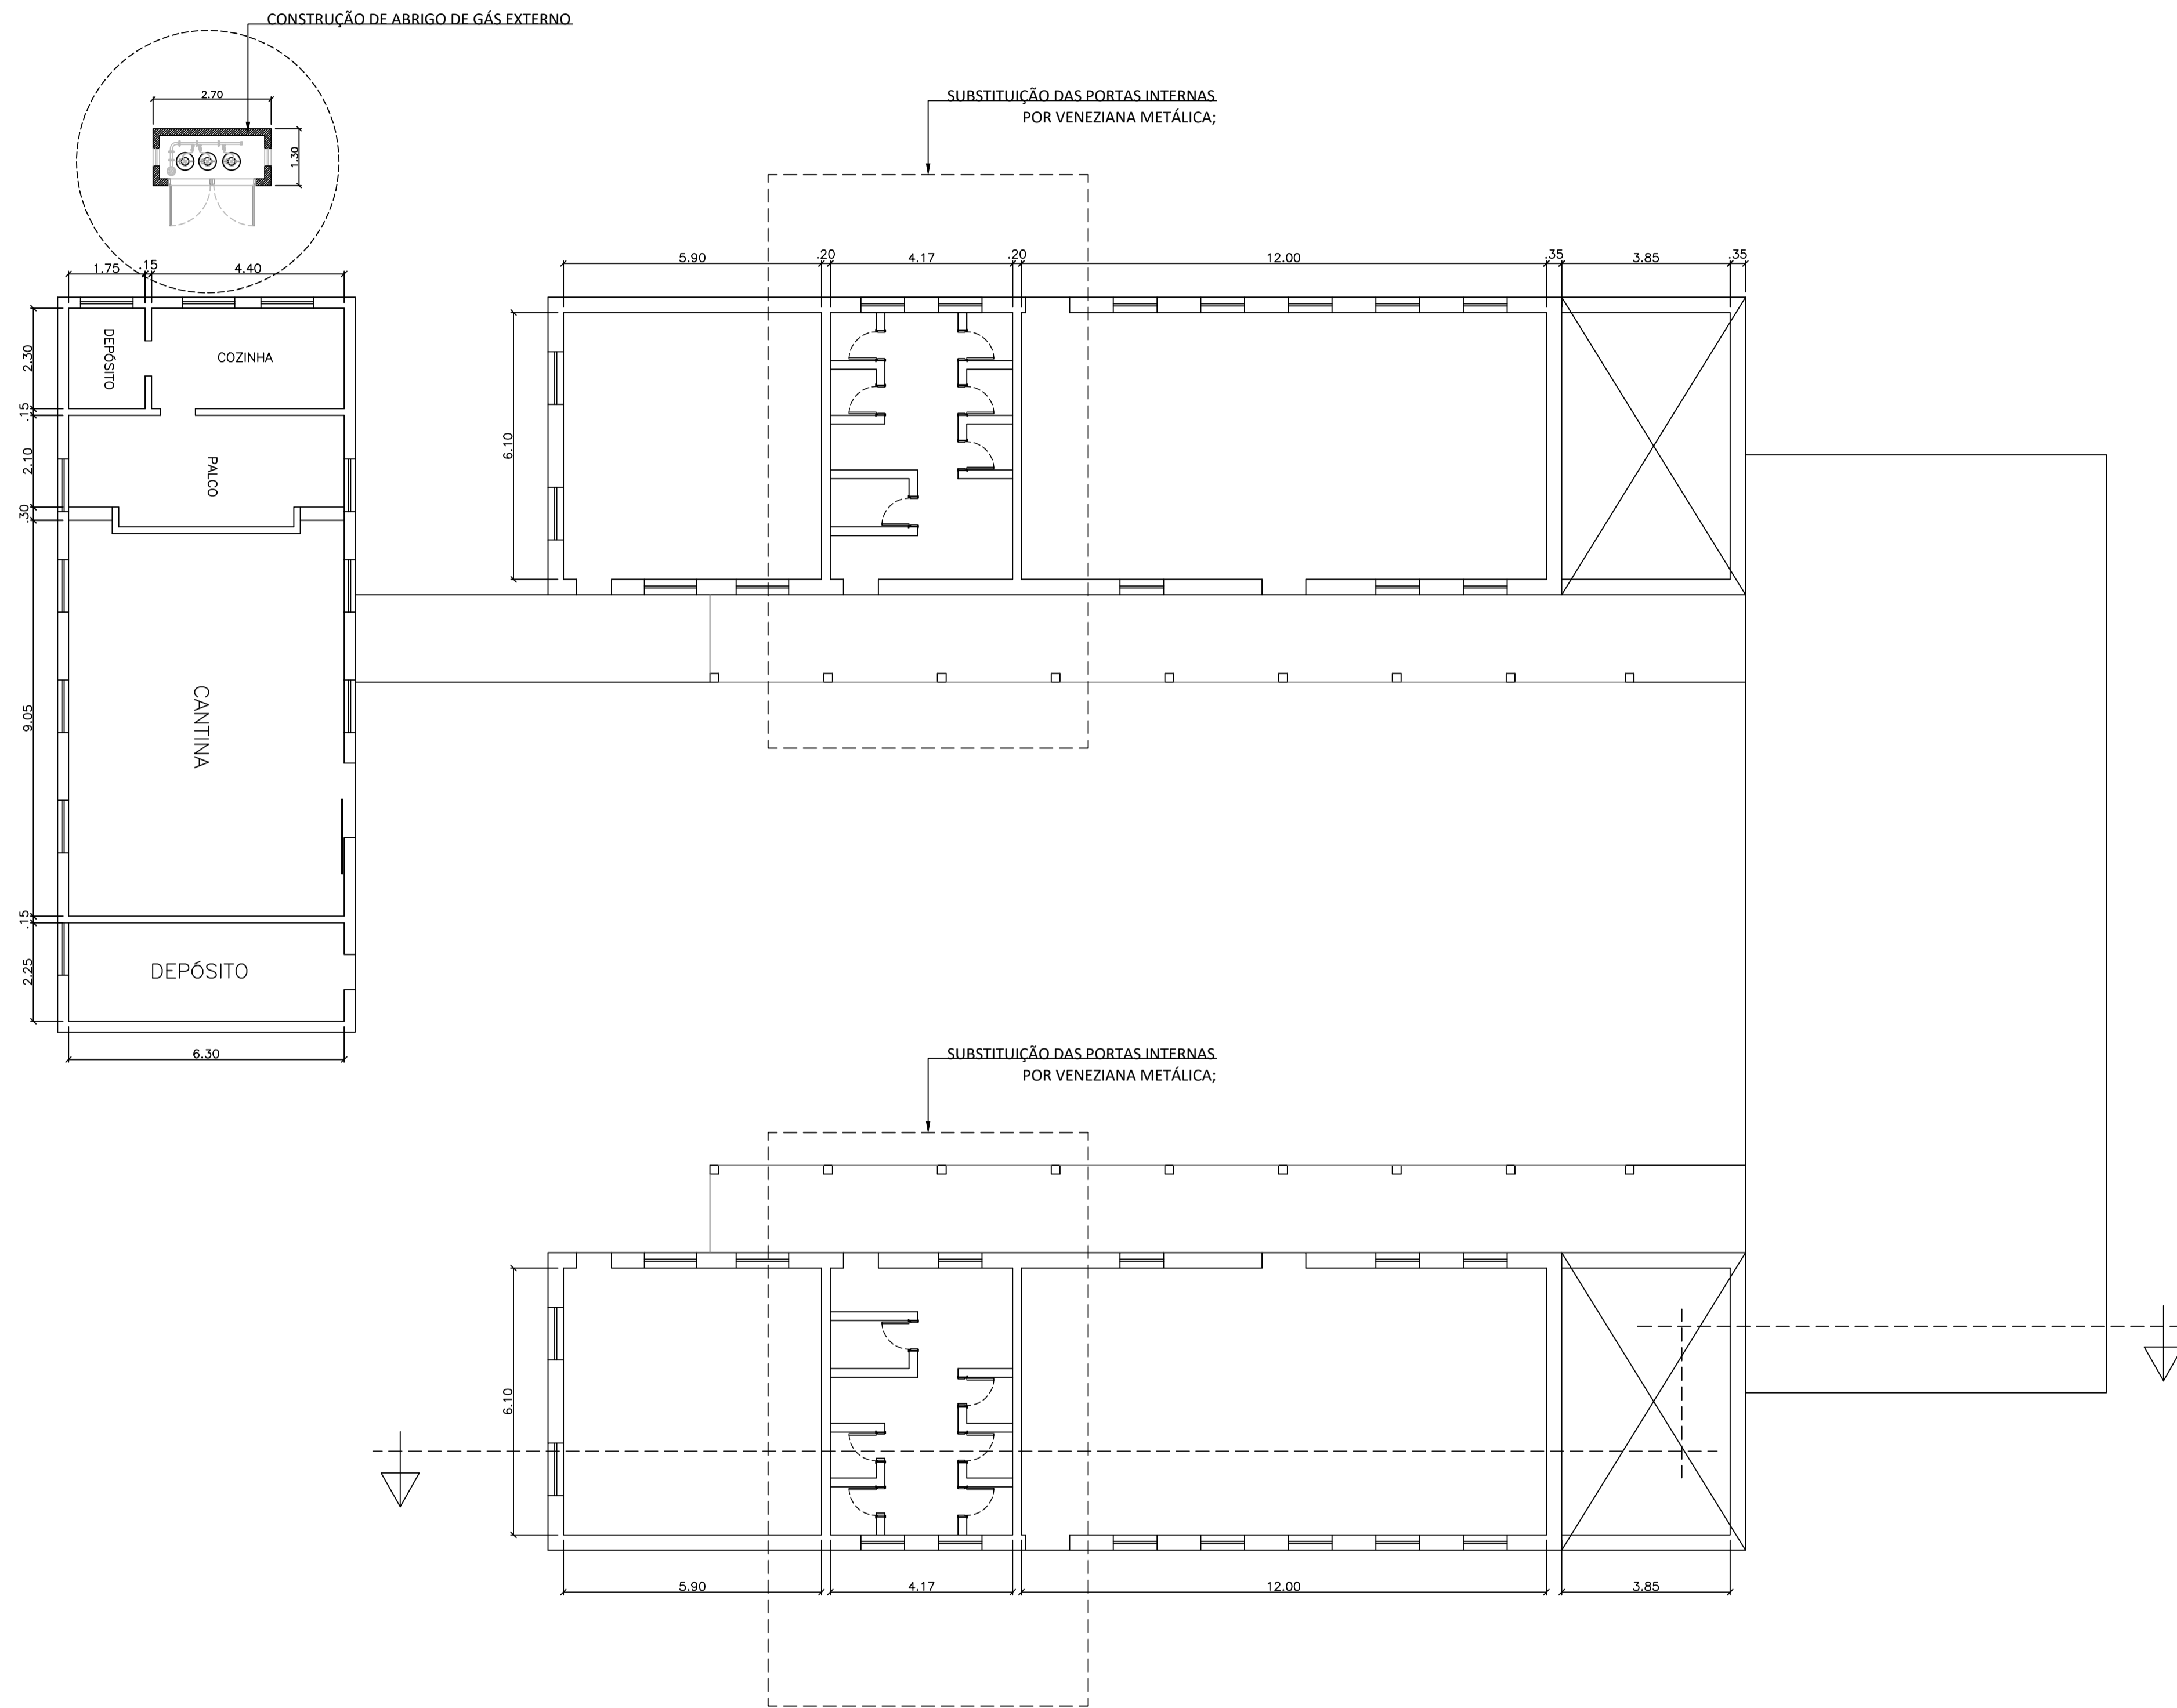 CONSTRUÇÃO DE ABRIGO DE GÁS EXTERNO
2.70
1.30
SUBSTITUIÇÃO DAS PORTAS INTERNAS
POR VENEZIANA METÁLICA;
1.75
.15
4.40
5.90
.20
4.17
.20
12.00
.35
3.85
.35
2.30
DEPÓSITO
COZINHA
.15
2.10
PALCO
.30
6.10
9.05
CANTINA
.15
2.25
DEPÓSITO
6.30
SUBSTITUIÇÃO DAS PORTAS INTERNAS
POR VENEZIANA METÁLICA;
6.10
5.90
4.17
12.00
3.85